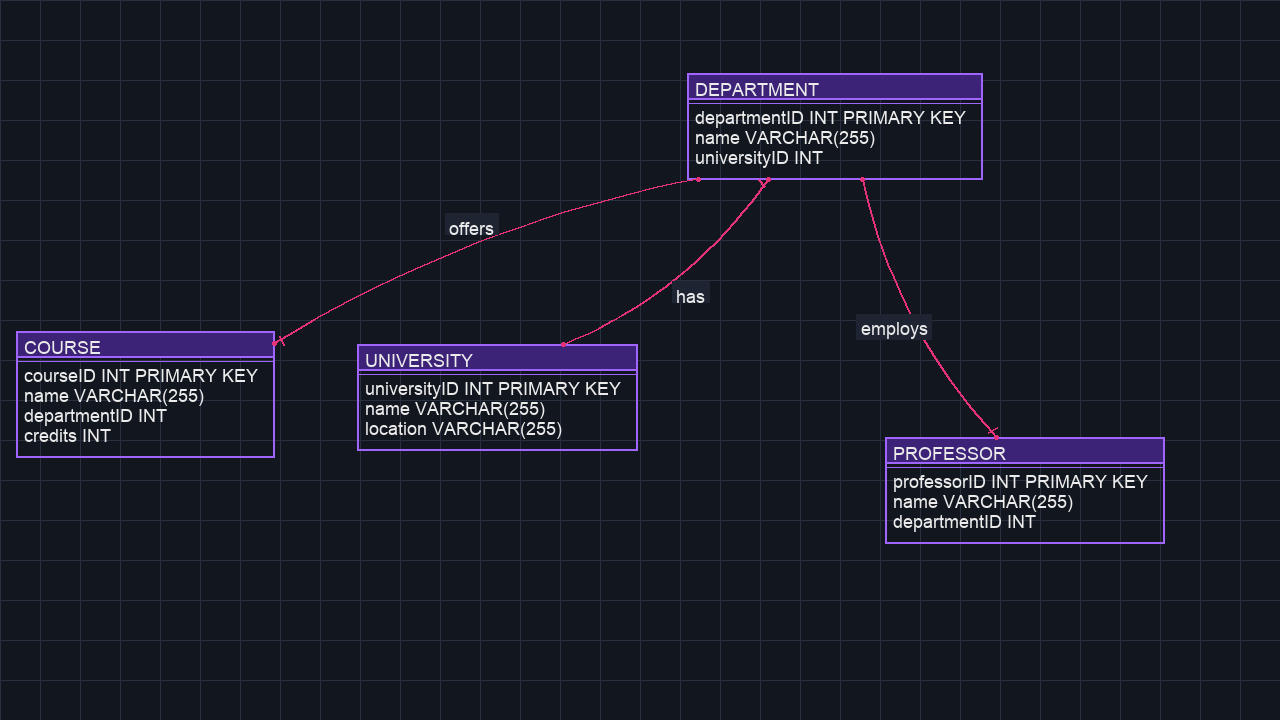 DEPARTMENT
departmentID INT PRIMARY KEY
name VARCHAR(255)
universityID INT
offers
has
employs
COURSE
courseID INT PRIMARY KEY
name VARCHAR(255)
departmentID INT
credits INT
UNIVERSITY
universityID INT PRIMARY KEY
name VARCHAR(255)
location VARCHAR(255)
PROFESSOR
professorID INT PRIMARY KEY
name VARCHAR(255)
departmentID INT